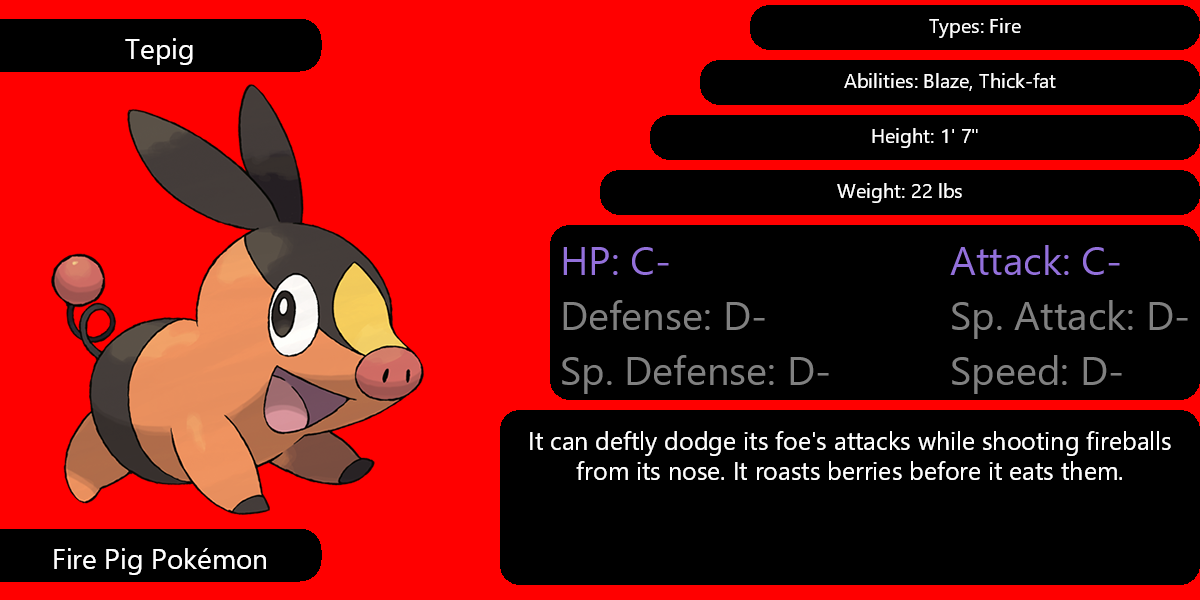 Tepig
Types: Fire
Abilities: Blaze, Thick-fat
Height: 1' 7"
Weight: 22 lbs
HP: C-
Attack: C-
Defense: D-
Sp. Attack: D-
Sp. Defense: D-
Speed: D-
It can deftly dodge its foe's attacks while shooting fireballs
from its nose. It roasts berries before it eats them.
Fire Pig Pokémon